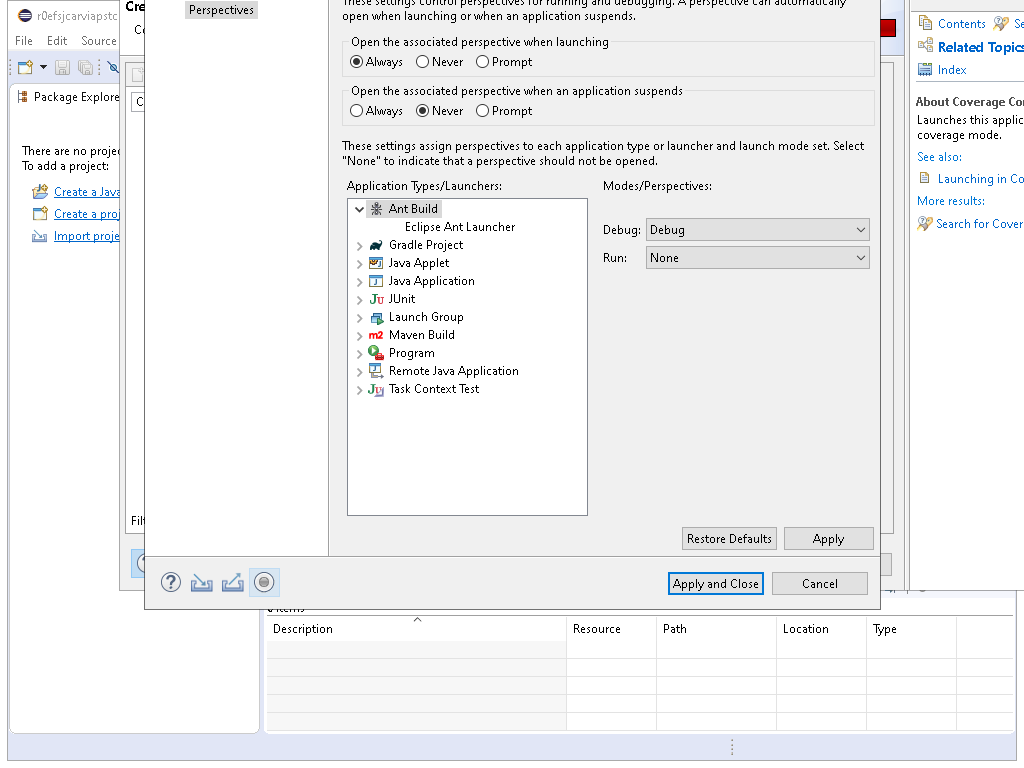 r0efsjcarviapstc
File Edit Source
Package Explore
There are no proje
To add a project:
Create a Java
Create a proj
Import proje
Cre
Perspectives
These settings control perspectives for running and debugging. A perspective can automatically
open when launching or when an application suspends.
Open the associated perspective when launching
Always Never Prompt
Open the associated perspective when an application suspends
Always Never Prompt
These settings assign perspectives to each application type or launcher and launch mode set. Select
"None" to indicate that a perspective should not be opened.
Application Types/Launchers:
Modes/Perspectives:
Ant Build
Eclipse Ant Launcher
Gradle Project
Java Applet
Java Application
JUnit
Launch Group
Maven Build
Program
Remote Java Application
Task Context Test
Debug: Debug
Run: None
Restore Defaults Apply
Apply and Close Cancel
Filt
Contents Se
Related Topics
Index
About Coverage Co
Launches this applic
coverage mode.
See also:
Launching in Co
More results:
Search for Cover
0 items
Description Resource Path Location Type